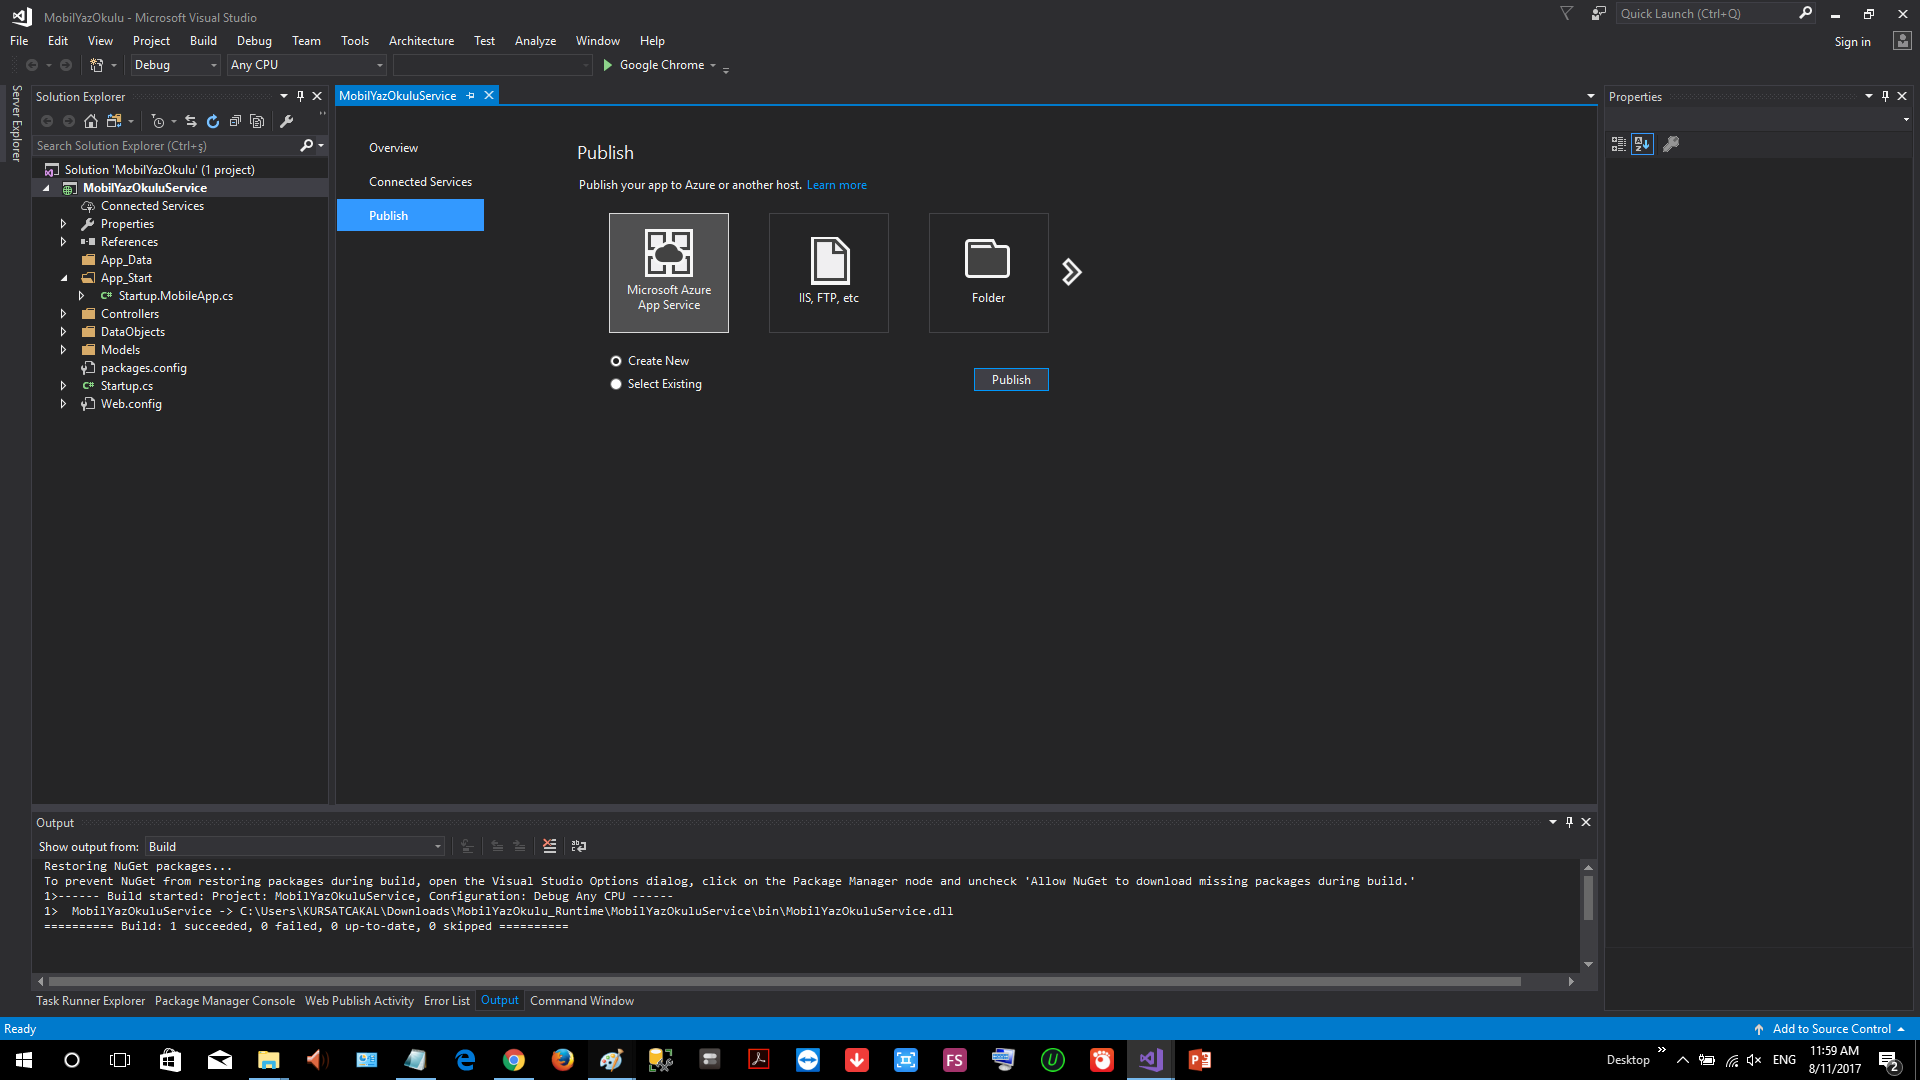 MobilYazOkulu - Microsoft Visual Studio
Quick Launch (Ctrl+Q)
File Edit View Project Build Debug Team Tools Architecture Test Analyze Window Help
Sign in
Debug Any CPU Google Chrome
Server Explorer
Solution Explorer
Search Solution Explorer (Ctrl+ş)
Solution 'MobilYazOkulu' (1 project)
MobilYazOkuluService
Connected Services
Properties
References
App_Data
App_Start
C# Startup.MobileApp.cs
Controllers
DataObjects
Models
packages.config
C# Startup.cs
Web.config
MobilYazOkuluService
Overview
Connected Services
Publish
Publish
Publish your app to Azure or another host. Learn more
Microsoft Azure
App Service
IIS, FTP, etc
Folder
Create New
Select Existing
Publish
Properties
Output
Show output from: Build
Restoring NuGet packages...
To prevent NuGet from restoring packages during build, open the Visual Studio Options dialog, click on the Package Manager node and uncheck 'Allow NuGet to download missing packages during build.'
1>------ Build started: Project: MobilYazOkuluService, Configuration: Debug Any CPU ------
1>  MobilYazOkuluService -> C:\Users\KURSATCAKAL\Downloads\MobilYazOkulu_Runtime\MobilYazOkuluService\bin\MobilYazOkuluService.dll
========== Build: 1 succeeded, 0 failed, 0 up-to-date, 0 skipped ==========
Task Runner Explorer Package Manager Console Web Publish Activity Error List Output Command Window
Ready
Add to Source Control
FS
Desktop
ENG
11:59 AM
8/11/2017
2